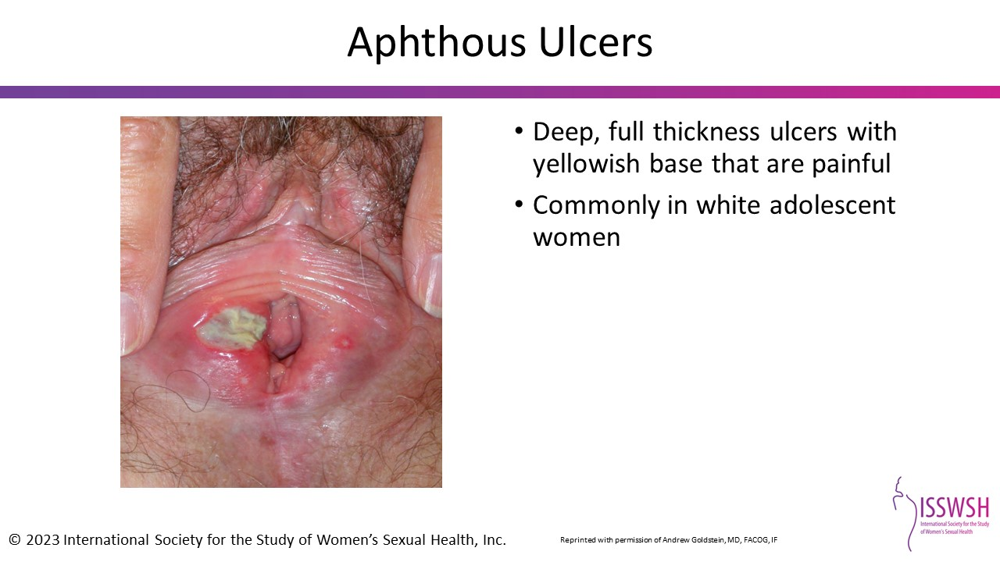 Aphthous Ulcers
• Deep, full thickness ulcers with
yellowish base that are painful
• Commonly in white adolescent
women
ISSWSH
International Society for the Study
of Women's Sexual Health
© 2023 International Society for the Study of Women’s Sexual Health, Inc.
Reprinted with permission of Andrew Goldstein, MD, FACOG, IF